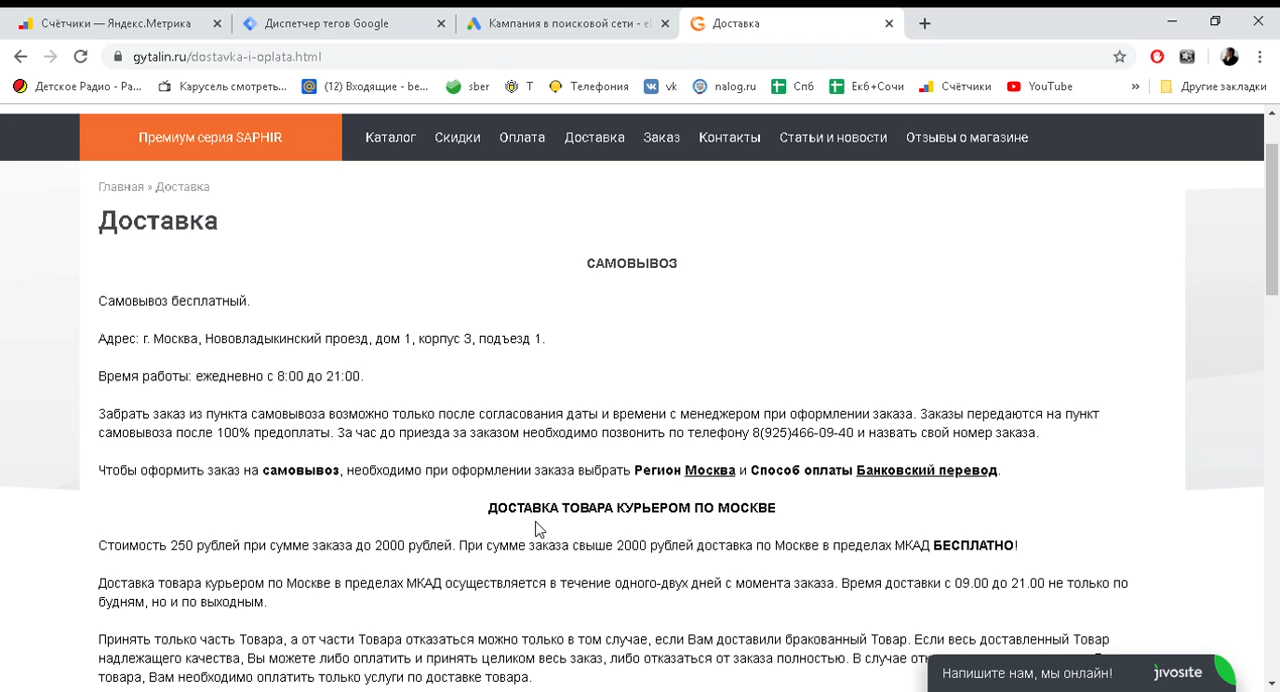 Счётчики — Яндекс.Метрика
Диспетчер тегов Google
Кампания в поисковой сети -
Доставка
gytalin.ru/dostavka-i-oplata.html
Детское Радио - Ра...
Карусель смотреть...
(12) Входящие - be...
sber
Т
Телефония
vk
nalog.ru
Спб
Екб+Сочи
Счётчики
YouTube
»
Другие закладки
Премиум серия SAPHIR
Каталог Скидки Оплата Доставка Заказ Контакты Статьи и новости Отзывы о магазине
Главная » Доставка
Доставка
САМОВЫВОЗ
Самовывоз бесплатный.
Адрес: г. Москва, Нововладыкинский проезд, дом 1, корпус 3, подъезд 1.
Время работы: ежедневно с 8:00 до 21:00.
Забрать заказ из пункта самовывоза возможно только после согласования даты и времени с менеджером при оформлении заказа. Заказы передаются на пункт
самовывоза после 100% предоплаты. За час до приезда за заказом необходимо позвонить по телефону 8(925)466-09-40 и назвать свой номер заказа.
Чтобы оформить заказ на самовывоз, необходимо при оформлении заказа выбрать Регион Москва и Способ оплаты Банковский перевод.
ДОСТАВКА ТОВАРА КУРЬЕРОМ ПО МОСКВЕ
Стоимость 250 рублей при сумме заказа до 2000 рублей. При сумме заказа свыше 2000 рублей доставка по Москве в пределах МКАД БЕСПЛАТНО!
Доставка товара курьером по Москве в пределах МКАД осуществляется в течение одного-двух дней с момента заказа. Время доставки с 09.00 до 21.00 не только по
будням, но и по выходным.
Принять только часть Товара, а от части Товара отказаться можно только в том случае, если Вам доставили бракованный Товар. Если весь доставленный Товар
надлежащего качества, Вы можете либо оплатить и принять целиком весь заказ, либо отказаться от заказа полностью. В случае
товара, Вам необходимо оплатить только услуги по доставке товара.
Напишите нам, мы онлайн!
jivosite